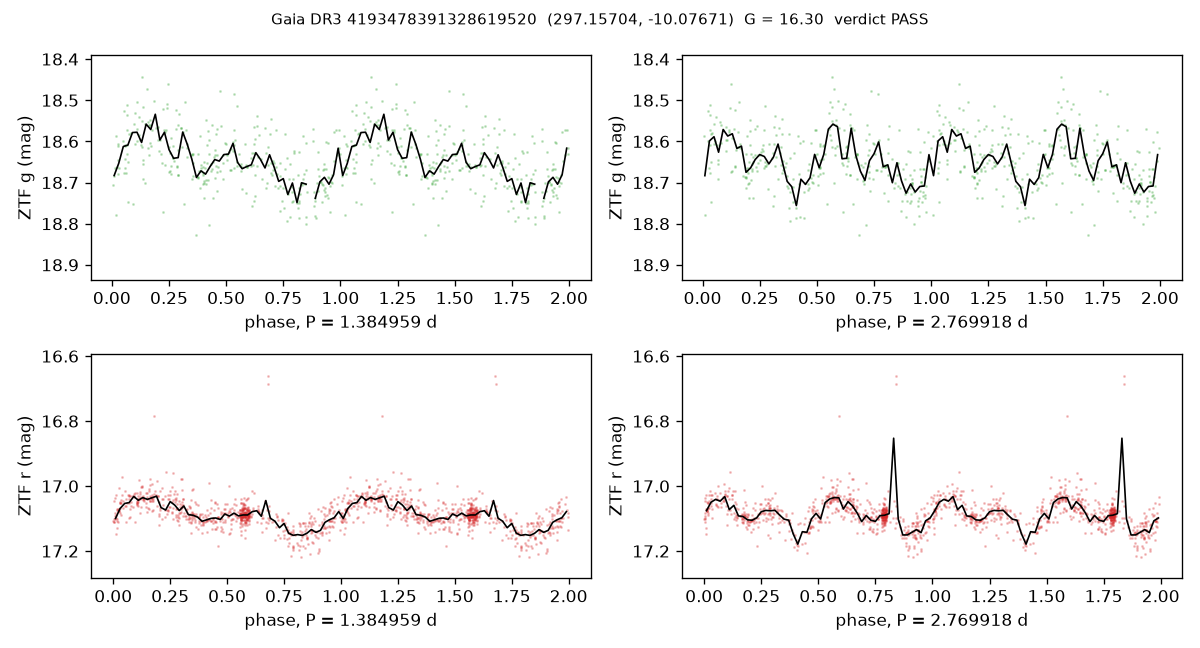 Gaia DR3 4193478391328619520 (297.15704, -10.07671) G = 16.30 verdict PASS
ZTF g (mag)
18.4
18.5
18.6
18.7
18.8
18.9
0.00 0.25 0.50 0.75 1.00 1.25 1.50 1.75 2.00
phase, P = 1.384959 d
ZTF g (mag)
18.4
18.5
18.6
18.7
18.8
18.9
0.00 0.25 0.50 0.75 1.00 1.25 1.50 1.75 2.00
phase, P = 2.769918 d
ZTF r (mag)
16.6
16.8
17.0
17.2
0.00 0.25 0.50 0.75 1.00 1.25 1.50 1.75 2.00
phase, P = 1.384959 d
ZTF r (mag)
16.6
16.8
17.0
17.2
0.00 0.25 0.50 0.75 1.00 1.25 1.50 1.75 2.00
phase, P = 2.769918 d